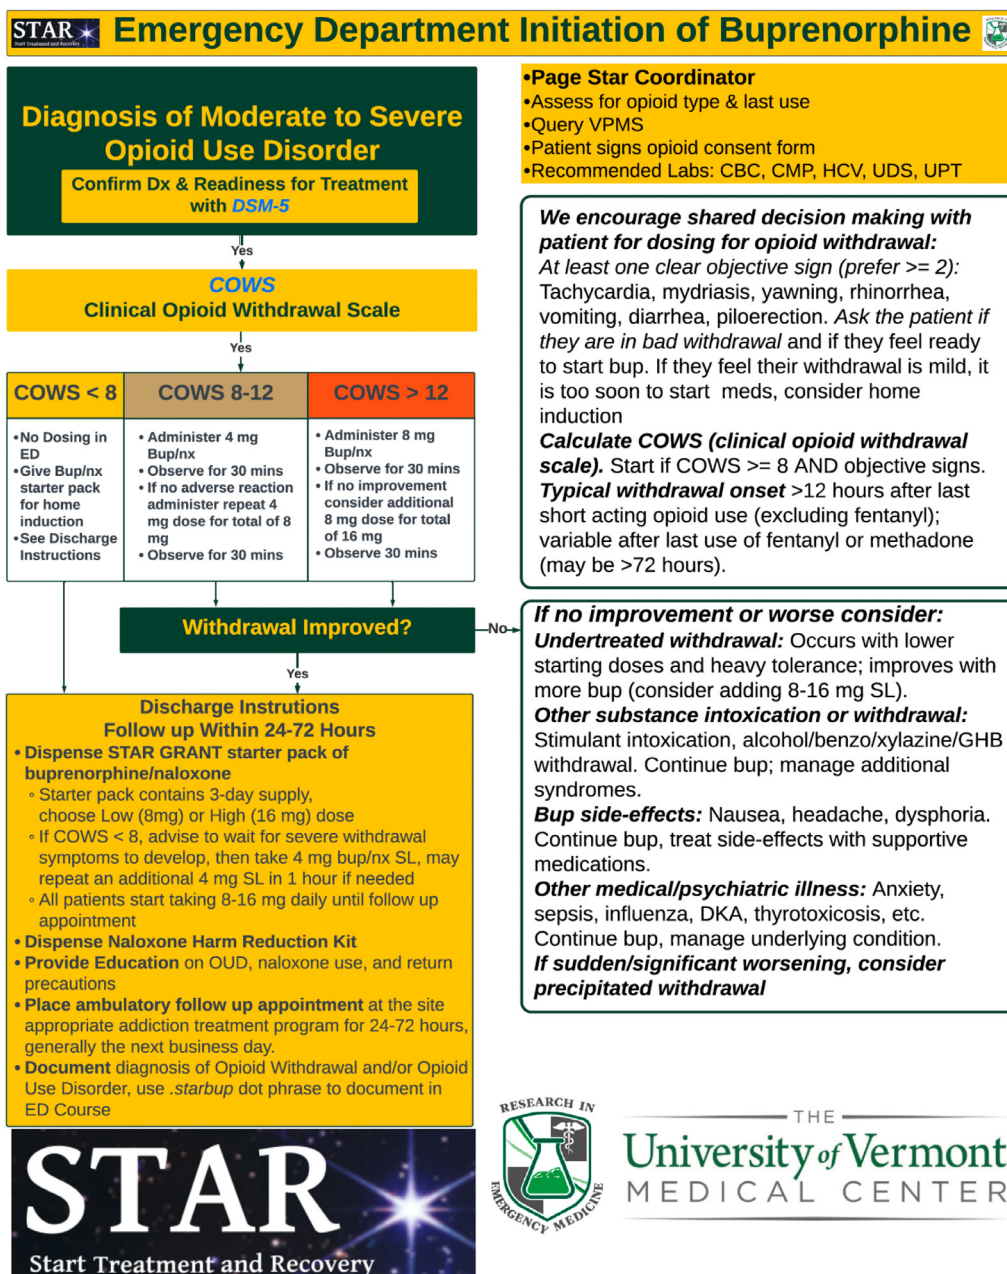 STAR
Start Treatment and Recovery
Emergency Department Initiation of Buprenorphine
Diagnosis of Moderate to Severe
Opioid Use Disorder
Confirm Dx & Readiness for Treatment
with DSM-5
Yes
COWS
Clinical Opioid Withdrawal Scale
Yes
COWS < 8
•No Dosing in
ED
•Give Bup/nx
starter pack
for home
induction
•See Discharge
Instructions
COWS 8-12
• Administer 4 mg
Bup/nx
• Observe for 30 mins
• If no adverse reaction
administer repeat 4
mg dose for total of 8
mg
• Observe for 30 mins
COWS > 12
• Administer 8 mg
Bup/nx
• Observe for 30 mins
• If no improvement
consider additional
8 mg dose for total
of 16 mg
• Observe 30 mins
Withdrawal Improved?
No
Yes
Discharge Instrutions
Follow up Within 24-72 Hours
• Dispense STAR GRANT starter pack of
buprenorphine/naloxone
◦ Starter pack contains 3-day supply,
choose Low (8mg) or High (16 mg) dose
◦ If COWS < 8, advise to wait for severe withdrawal
symptoms to develop, then take 4 mg bup/nx SL, may
repeat an additional 4 mg SL in 1 hour if needed
◦ All patients start taking 8-16 mg daily until follow up
appointment
• Dispense Naloxone Harm Reduction Kit
• Provide Education on OUD, naloxone use, and return
precautions
• Place ambulatory follow up appointment at the site
appropriate addiction treatment program for 24-72 hours,
generally the next business day.
• Document diagnosis of Opioid Withdrawal and/or Opioid
Use Disorder, use .starbup dot phrase to document in
ED Course
•Page Star Coordinator
•Assess for opioid type & last use
•Query VPMS
•Patient signs opioid consent form
•Recommended Labs: CBC, CMP, HCV, UDS, UPT
We encourage shared decision making with
patient for dosing for opioid withdrawal:
At least one clear objective sign (prefer >= 2):
Tachycardia, mydriasis, yawning, rhinorrhea,
vomiting, diarrhea, piloerection. Ask the patient if
they are in bad withdrawal and if they feel ready
to start bup. If they feel their withdrawal is mild, it
is too soon to start meds, consider home
induction
Calculate COWS (clinical opioid withdrawal
scale). Start if COWS >= 8 AND objective signs.
Typical withdrawal onset >12 hours after last
short acting opioid use (excluding fentanyl);
variable after last use of fentanyl or methadone
(may be >72 hours).
If no improvement or worse consider:
Undertreated withdrawal: Occurs with lower
starting doses and heavy tolerance; improves with
more bup (consider adding 8-16 mg SL).
Other substance intoxication or withdrawal:
Stimulant intoxication, alcohol/benzo/xylazine/GHB
withdrawal. Continue bup; manage additional
syndromes.
Bup side-effects: Nausea, headache, dysphoria.
Continue bup, treat side-effects with supportive
medications.
Other medical/psychiatric illness: Anxiety,
sepsis, influenza, DKA, thyrotoxicosis, etc.
Continue bup, manage underlying condition.
If sudden/significant worsening, consider
precipitated withdrawal
STAR
Start Treatment and Recovery
RESEARCH IN
EMERGENCY MEDICINE
THE
University of Vermont
MEDICAL CENTER